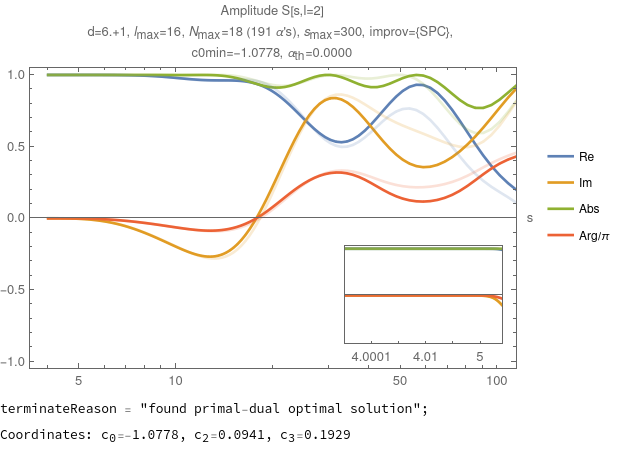 Amplitude S[s,l=2]
d=6.+1, lmax=16, Nmax=18 (191 α's), smax=300, improv={SPC},
c0min=-1.0778, αth=0.0000
1.0
0.5
0.0
-0.5
-1.0
5 10 50 100
s
4.0001 4.01 5
Re
Im
Abs
Arg/π
terminateReason = "found primal-dual optimal solution";
Coordinates: c0=-1.0778, c2=0.0941, c3=0.1929